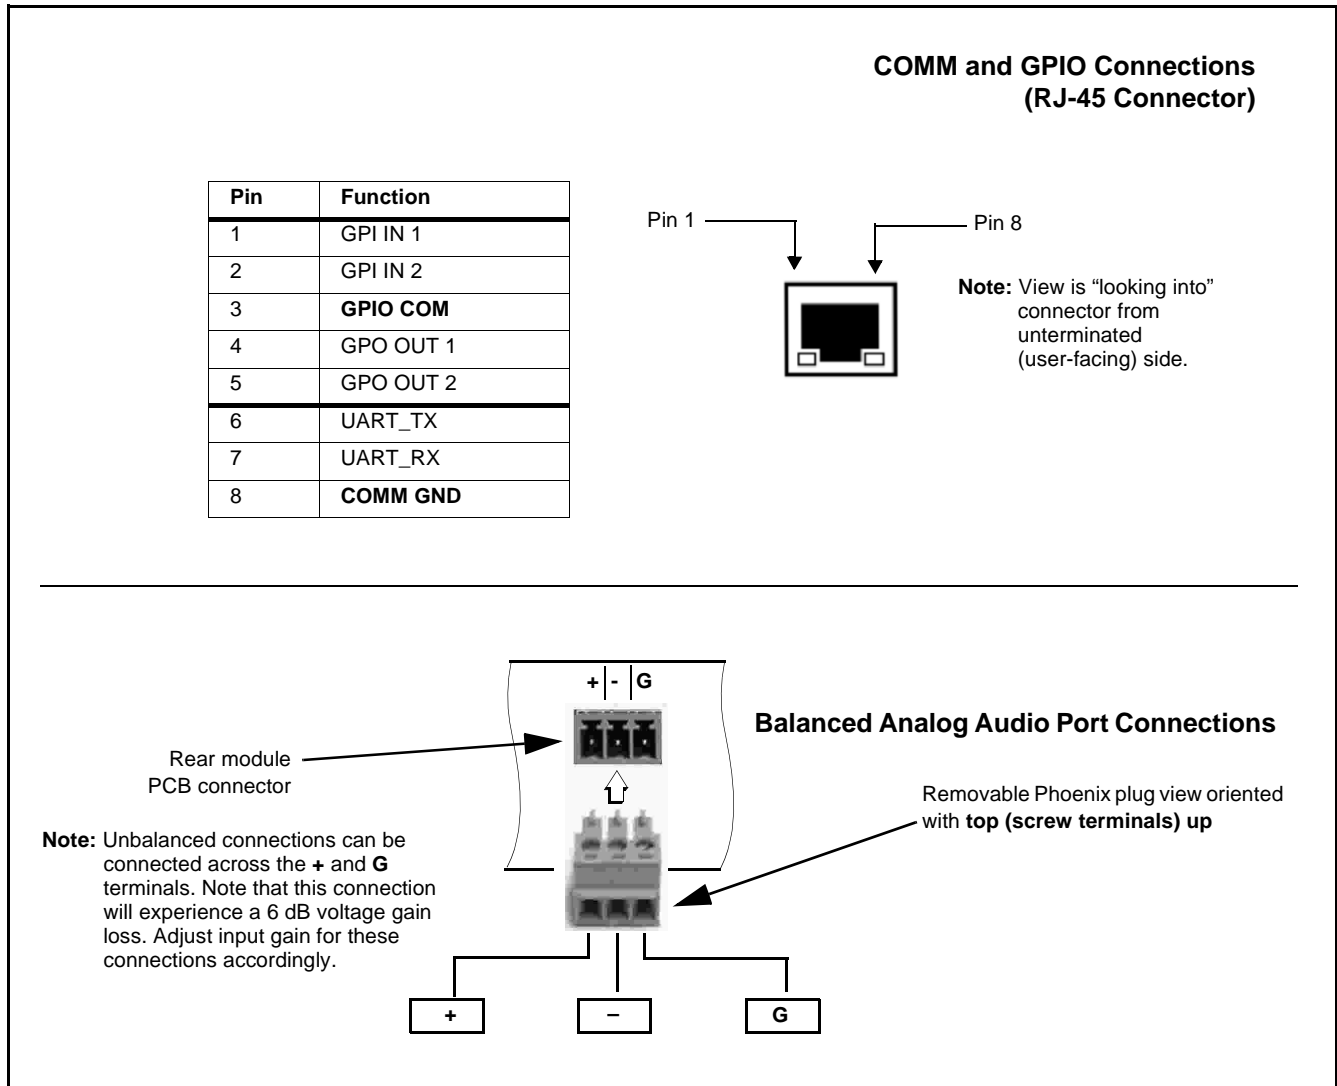 COMM and GPIO Connections
(RJ-45 Connector)
Pin Function
1 GPI IN 1
2 GPI IN 2
3 GPIO COM
4 GPO OUT 1
5 GPO OUT 2
6 UART_TX
7 UART_RX
8 COMM GND
Pin 1
Pin 8
Note: View is “looking into”
connector from
unterminated
(user-facing) side.
+ - G
Balanced Analog Audio Port Connections
Rear module
PCB connector
Removable Phoenix plug view oriented
with top (screw terminals) up
Note: Unbalanced connections can be
connected across the + and G
terminals. Note that this connection
will experience a 6 dB voltage gain
loss. Adjust input gain for these
connections accordingly.
+
–
G